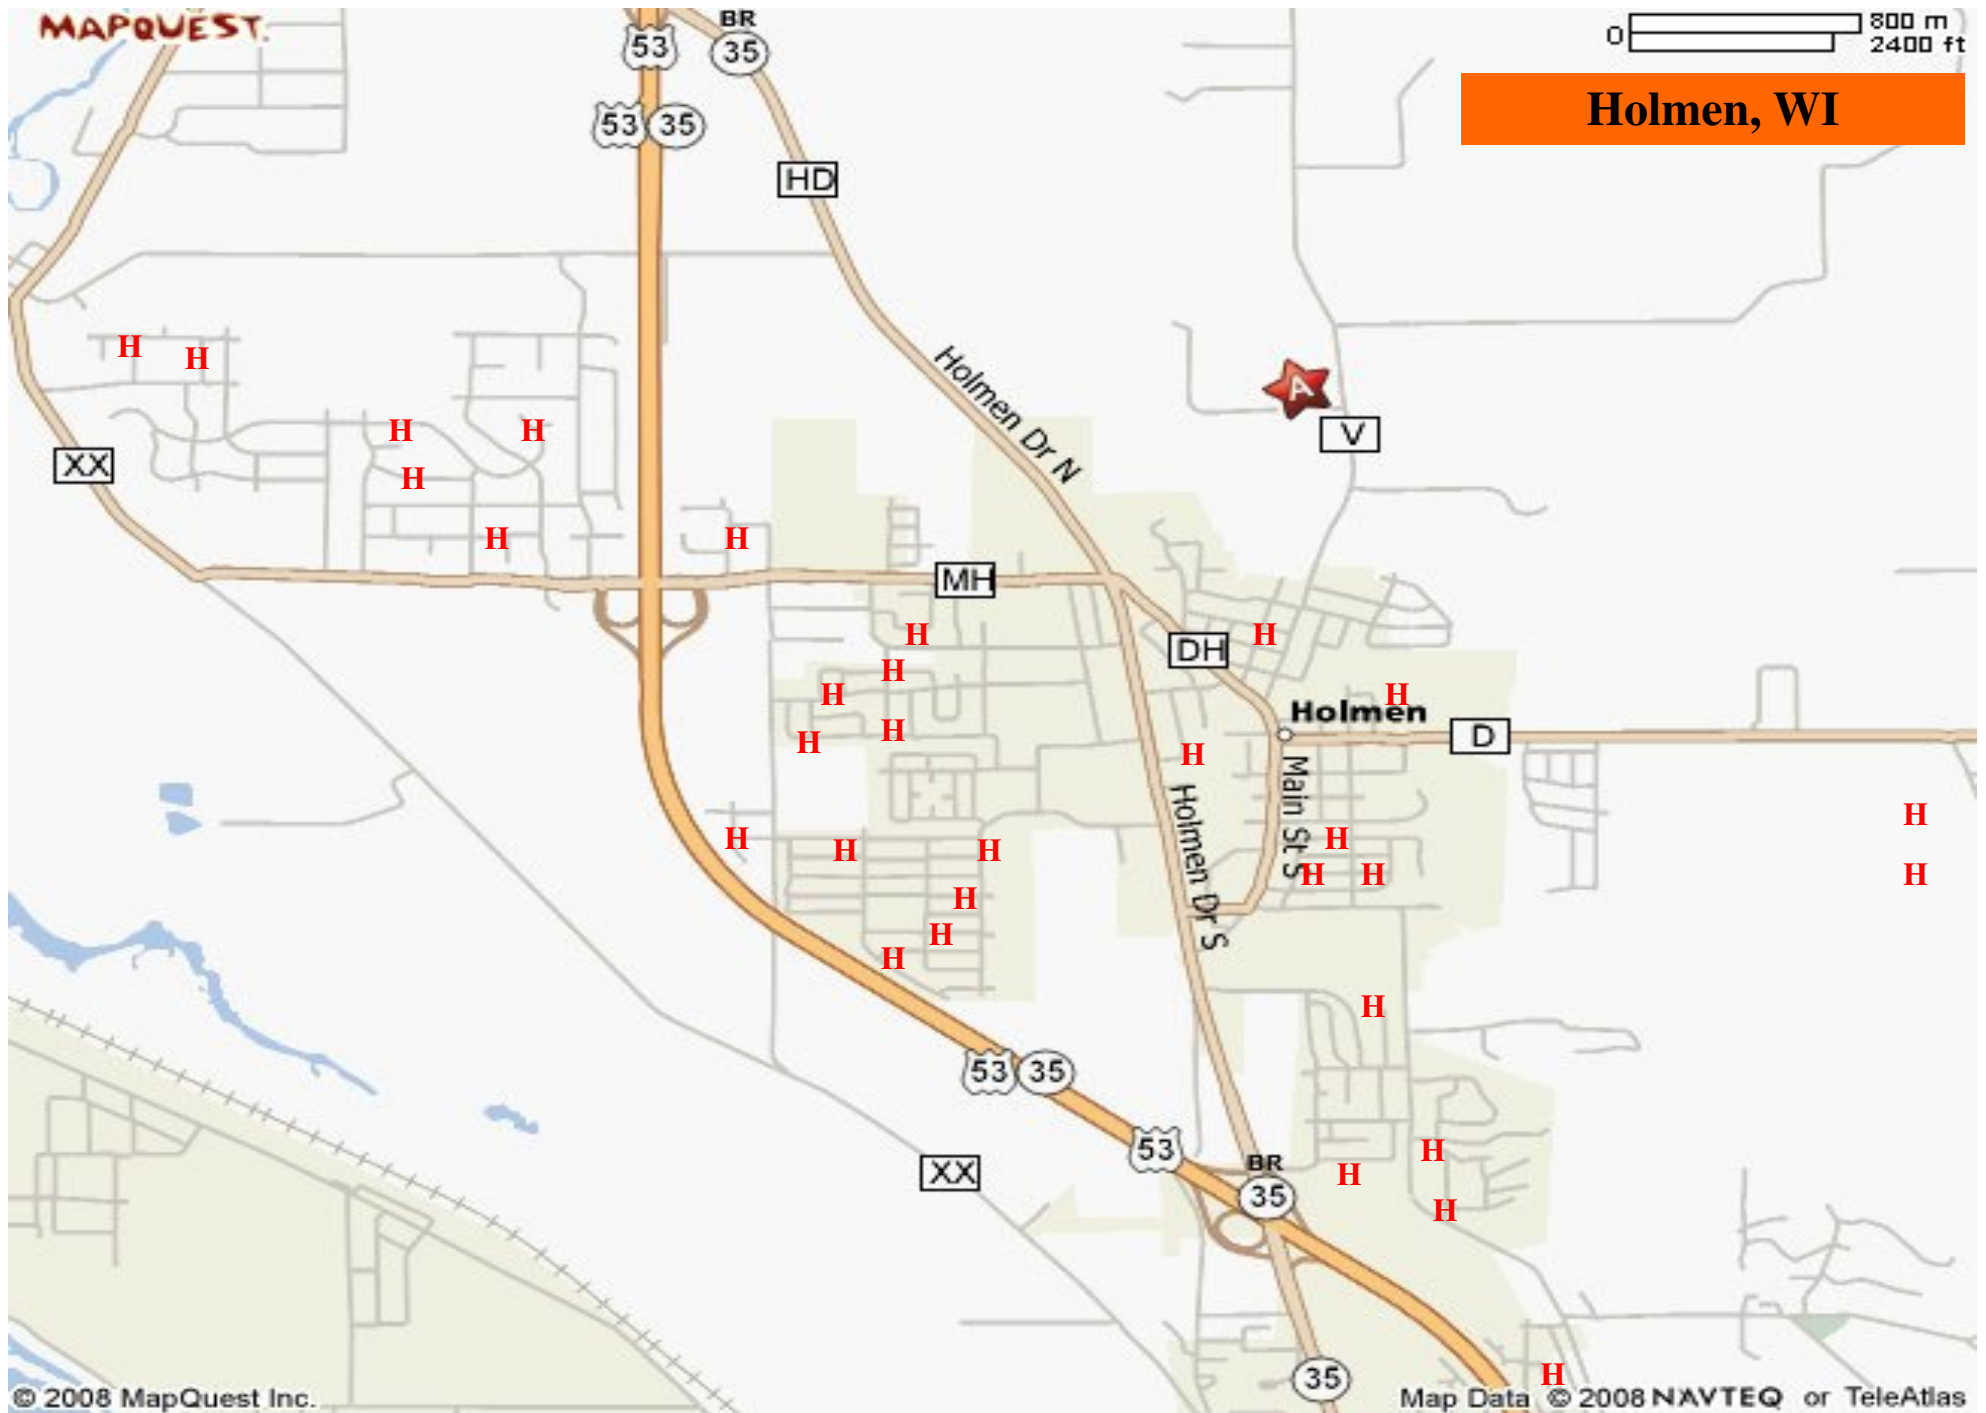 MAPQUEST.
BR
53
35
0
800 m
2400 ft
Holmen, WI
53
35
HD
H
H
Holmen Dr N
A
V
H
H
XX
H
H
H
MH
H
H
DH
H
H
H
Holmen
H
H
D
H
Main St S
Holmen Dr S
H
H
H
H
H
H
H
H
H
H
H
H
H
53
35
53
H
BR
XX
H
35
H
35
H
© 2008 MapQuest Inc.
Map Data © 2008 NAVTEQ or TeleAtlas